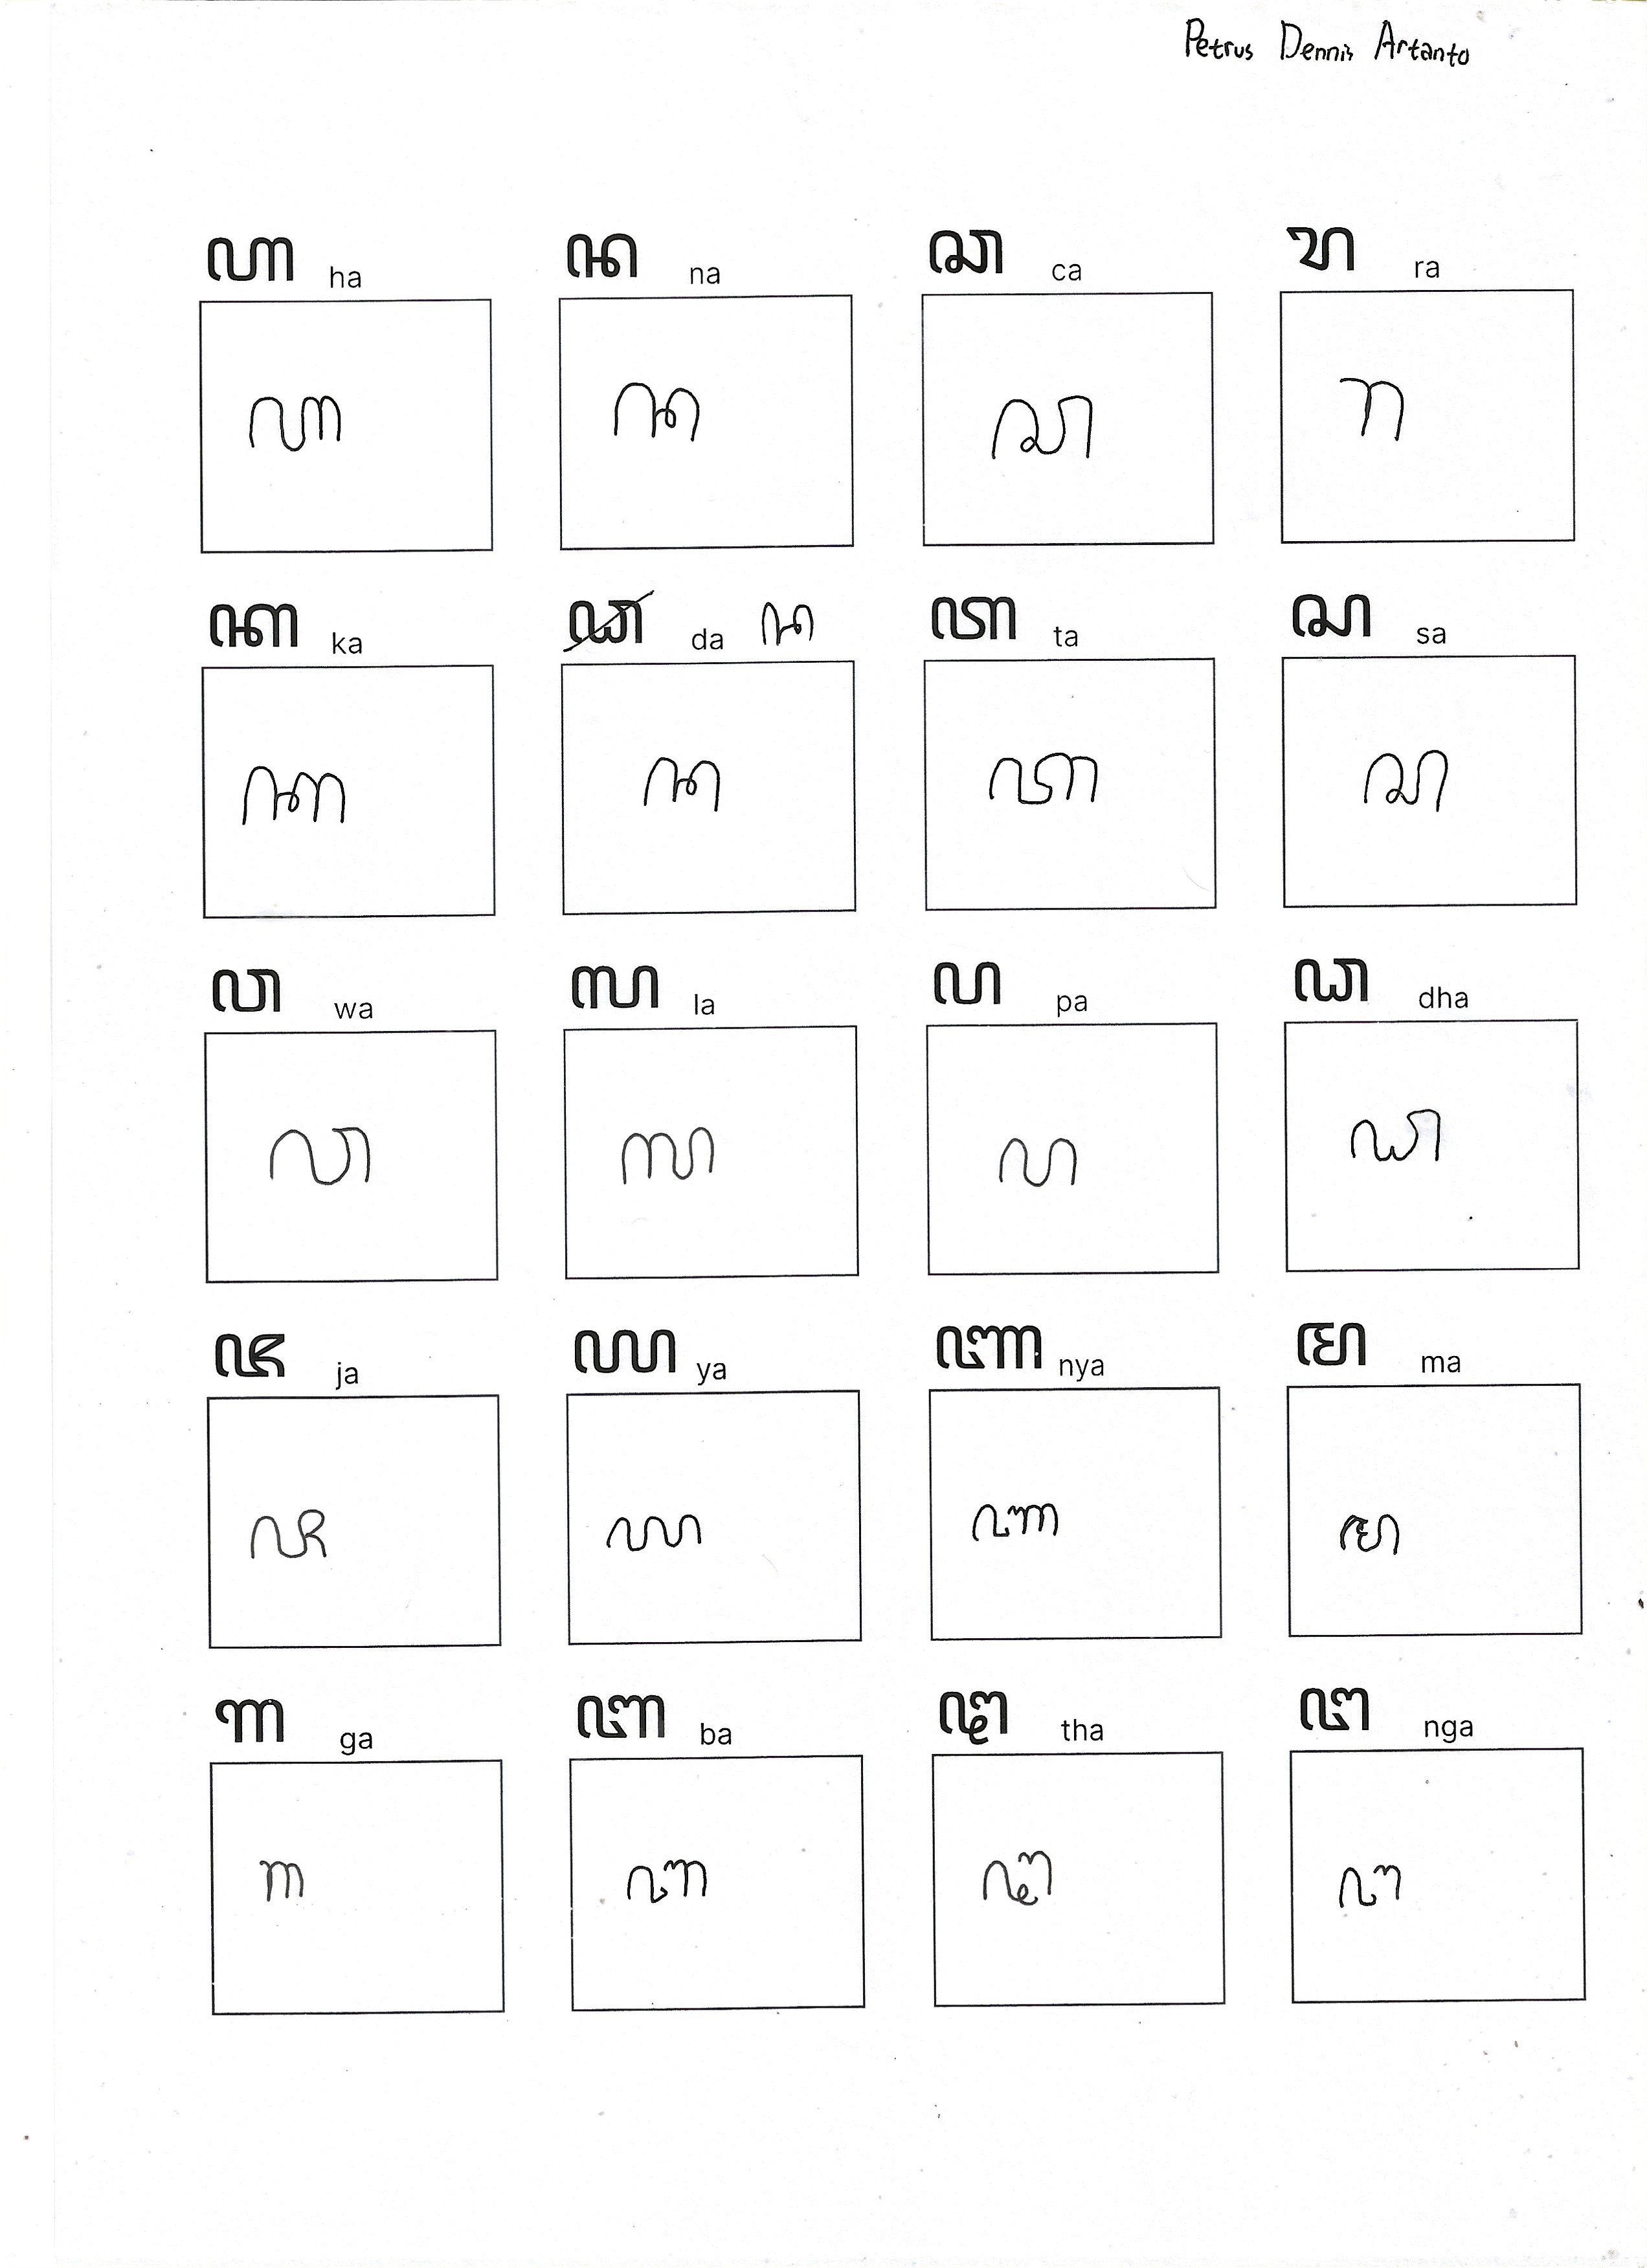 Petrus Dennis Artanto
ꦲ ha ꦤ na ꦕ ca ꦫ ra
ꦲ ꦤ ꦕ ꦫ
ꦏ ka ꦝ da ꦢ ꦠ ta ꦱ sa
ꦏ ꦢ ꦠ ꦱ
ꦮ wa ꦭ la ꦥ pa ꦝ dha
ꦮ ꦭ ꦥ ꦝ
ꦗ ja ꦪ ya ꦚ nya ꦩ ma
ꦗ ꦪ ꦚ ꦩ
ꦒ ga ꦧ ba ꦛ tha ꦔ nga
ꦒ ꦧ ꦛ ꦔ